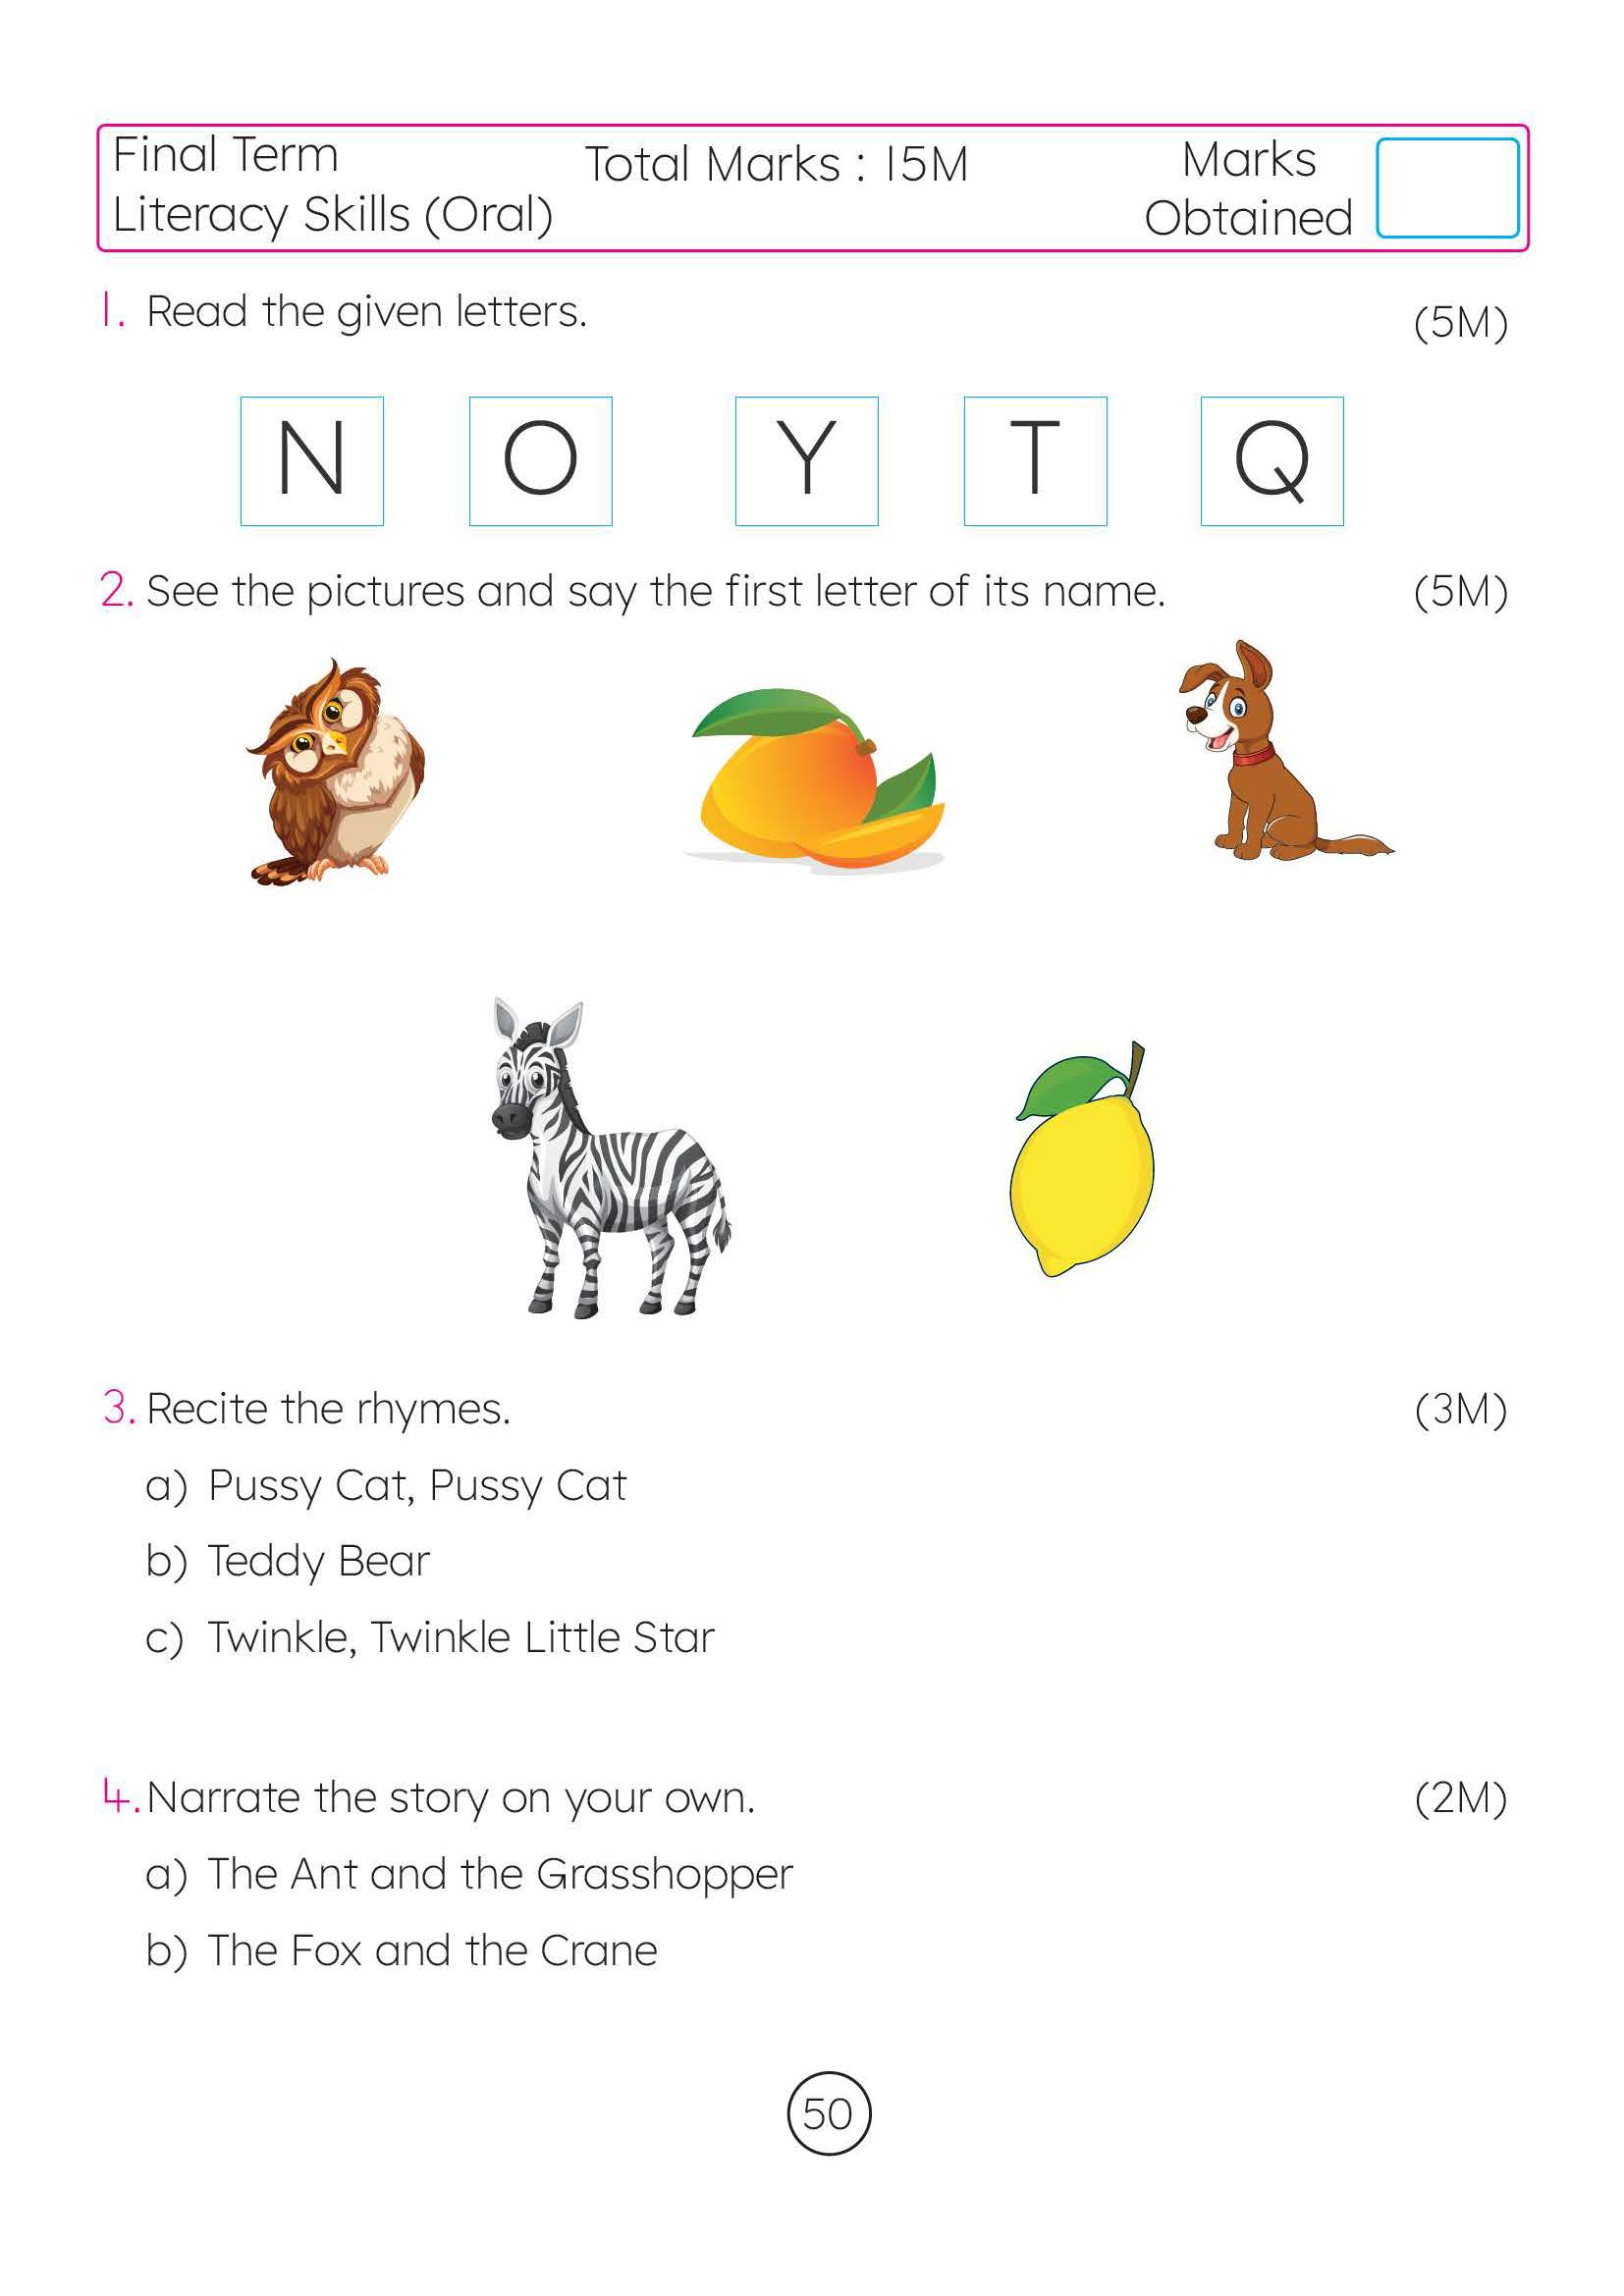 Final Term
Literacy Skills (Oral)
Total Marks : 15M
Marks
Obtained
1. Read the given letters. (5M)
N O Y T Q
2. See the pictures and say the first letter of its name. (5M)
3. Recite the rhymes. (3M)
a) Pussy Cat, Pussy Cat
b) Teddy Bear
c) Twinkle, Twinkle Little Star
4. Narrate the story on your own. (2M)
a) The Ant and the Grasshopper
b) The Fox and the Crane
50